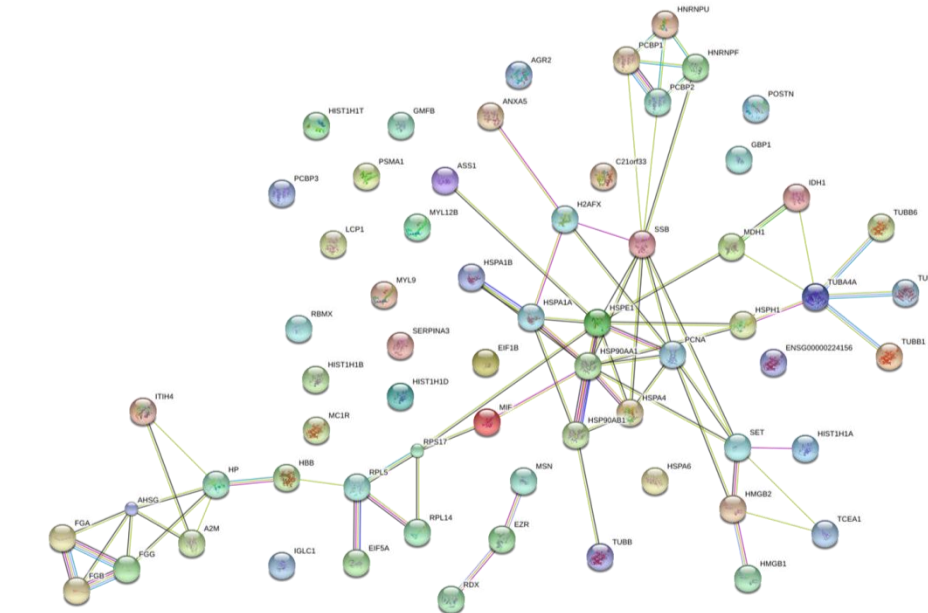 HNRNPU
PCBP1
HNRNPF
AGR2
PCBP2
POSTN
ANXA5
HIST1H1T
GMFB
GBP1
C21orf33
PSMA1
ASS1
PCBP3
IDH1
H2AFX
MYL12B
TUBB6
LCP1
SSB
MDH1
HSPA1B
TUBA4A
TU
MYL9
HSPA1A
HSPE1
HSPH1
RBMX
PCNA
SERPINA3
TUBB1
EIF1B
HSP90AA1
ENSG00000224156
HIST1H1B
HIST1H1D
HSPA4
ITIH4
MC1R
MIF
HSP90AB1
SET
HIST1H1A
RPS17
HP
HBB
RPL5
MSN
HSPA6
AHSG
HMGB2
FGA
A2M
RPL14
EZR
TCEA1
FGG
IGLC1
EIF5A
TUBB
HMGB1
FGB
RDX